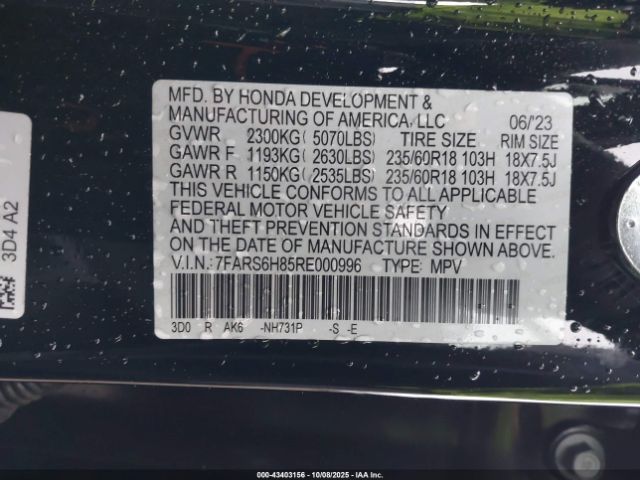 MFD. BY HONDA DEVELOPMENT &
MANUFACTURING OF AMERICA, LLC 06/'23
GVWR 2300KG( 5070LBS) TIRE SIZE RIM SIZE
GAWR F 1193KG( 2630LBS) 235/60R18 103H 18X7.5J
GAWR R 1150KG( 2535LBS) 235/60R18 103H 18X7.5J
THIS VEHICLE CONFORMS TO ALL APPLICABLE
FEDERAL MOTOR VEHICLE SAFETY
AND THEFT PREVENTION STANDARDS IN EFFECT
ON THE DATE OF MANUFACTURE SHOWN ABOVE.
V.I.N.:7FARS6H85RE000996 TYPE: MPV
3D0 R AK6 -NH731P -S -E
3D4 A2
000-43403156 - 10/08/2025 - IAA Inc.